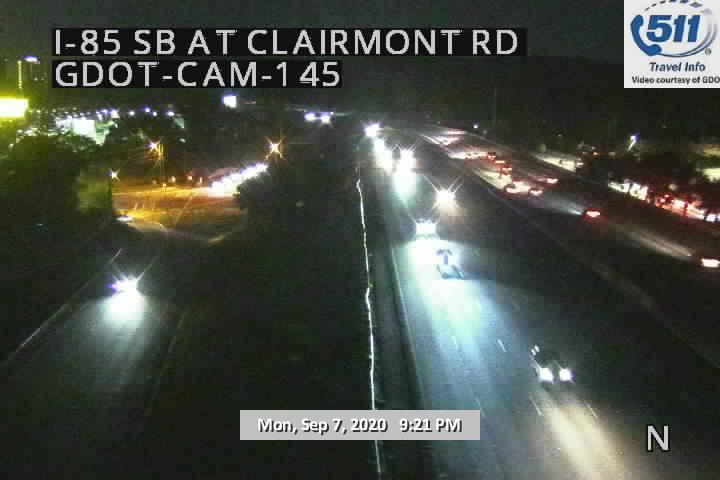 I-85 SB AT CLAIRMONT RD
GDOT-CAM-145
511
Travel Info
Video courtesy of GDO
Mon, Sep 7, 2020 9:21 PM
N